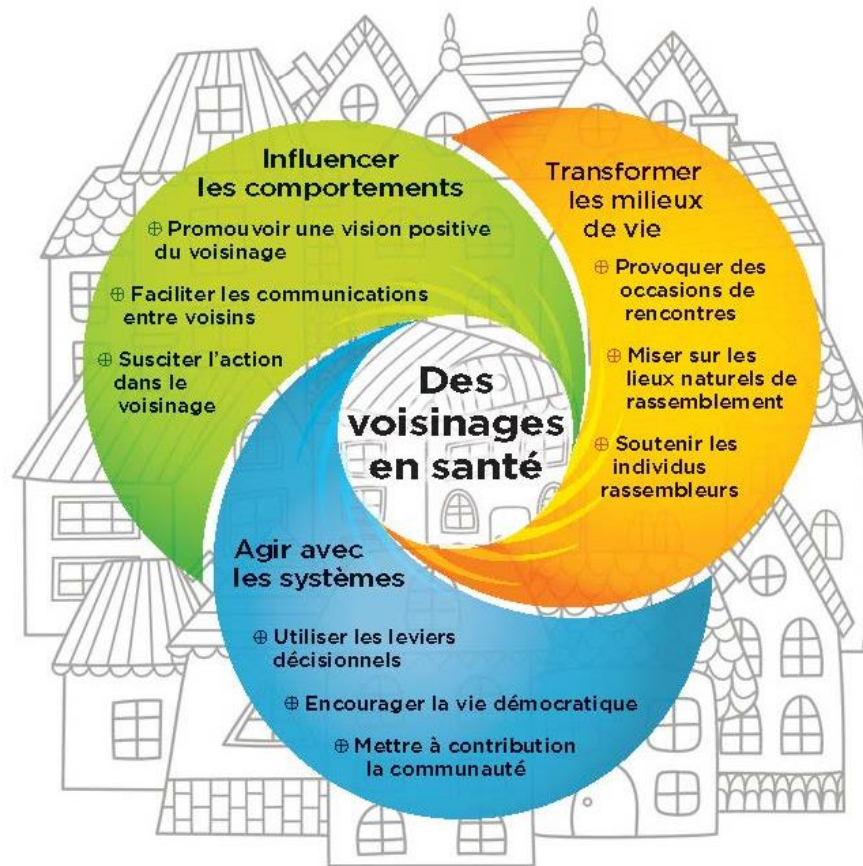 Influencer
les comportements
⊕ Promouvoir une vision positive
du voisinage
⊕ Faciliter les communications
entre voisins
⊕ Susciter l'action
dans le
voisinage
Transformer
les milieux
de vie
⊕ Provoquer des
occasions de
rencontres
⊕ Miser sur les
lieux naturels de
rassemblement
⊕ Soutenir les
individus
rassembleurs
Des
voisinages
en santé
Agir avec
les systèmes
⊕ Utiliser les leviers
décisionnels
⊕ Encourager la vie démocratique
⊕ Mettre à contribution
la communauté